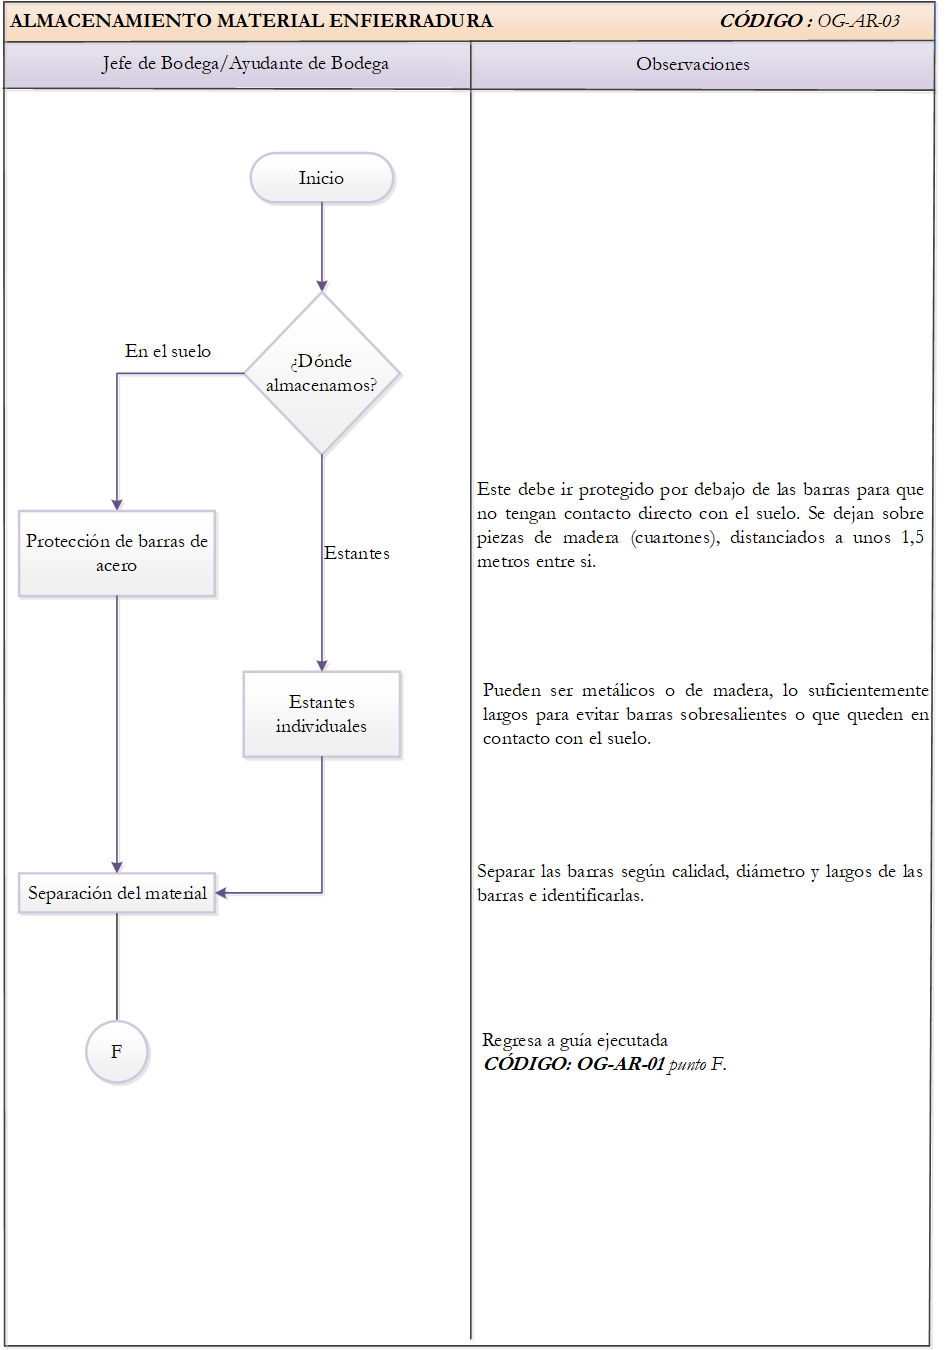 ALMACENAMIENTO MATERIAL ENFIERRADURA
CÓDIGO : OG-AR-03
Jefe de Bodega/Ayudante de Bodega
Observaciones
Inicio
¿Dónde
almacenamos?
En el suelo
Este debe ir protegido por debajo de las barras para que
no tengan contacto directo con el suelo. Se dejan sobre
piezas de madera (cuartones), distanciados a unos 1,5
metros entre si.
Protección de barras de
acero
Estantes
Estantes
individuales
Pueden ser metálicos o de madera, lo suficientemente
largos para evitar barras sobresalientes o que queden en
contacto con el suelo.
Separación del material
Separar las barras según calidad, diámetro y largos de las
barras e identificarlas.
F
Regresa a guía ejecutada
CÓDIGO: OG-AR-01 punto F.